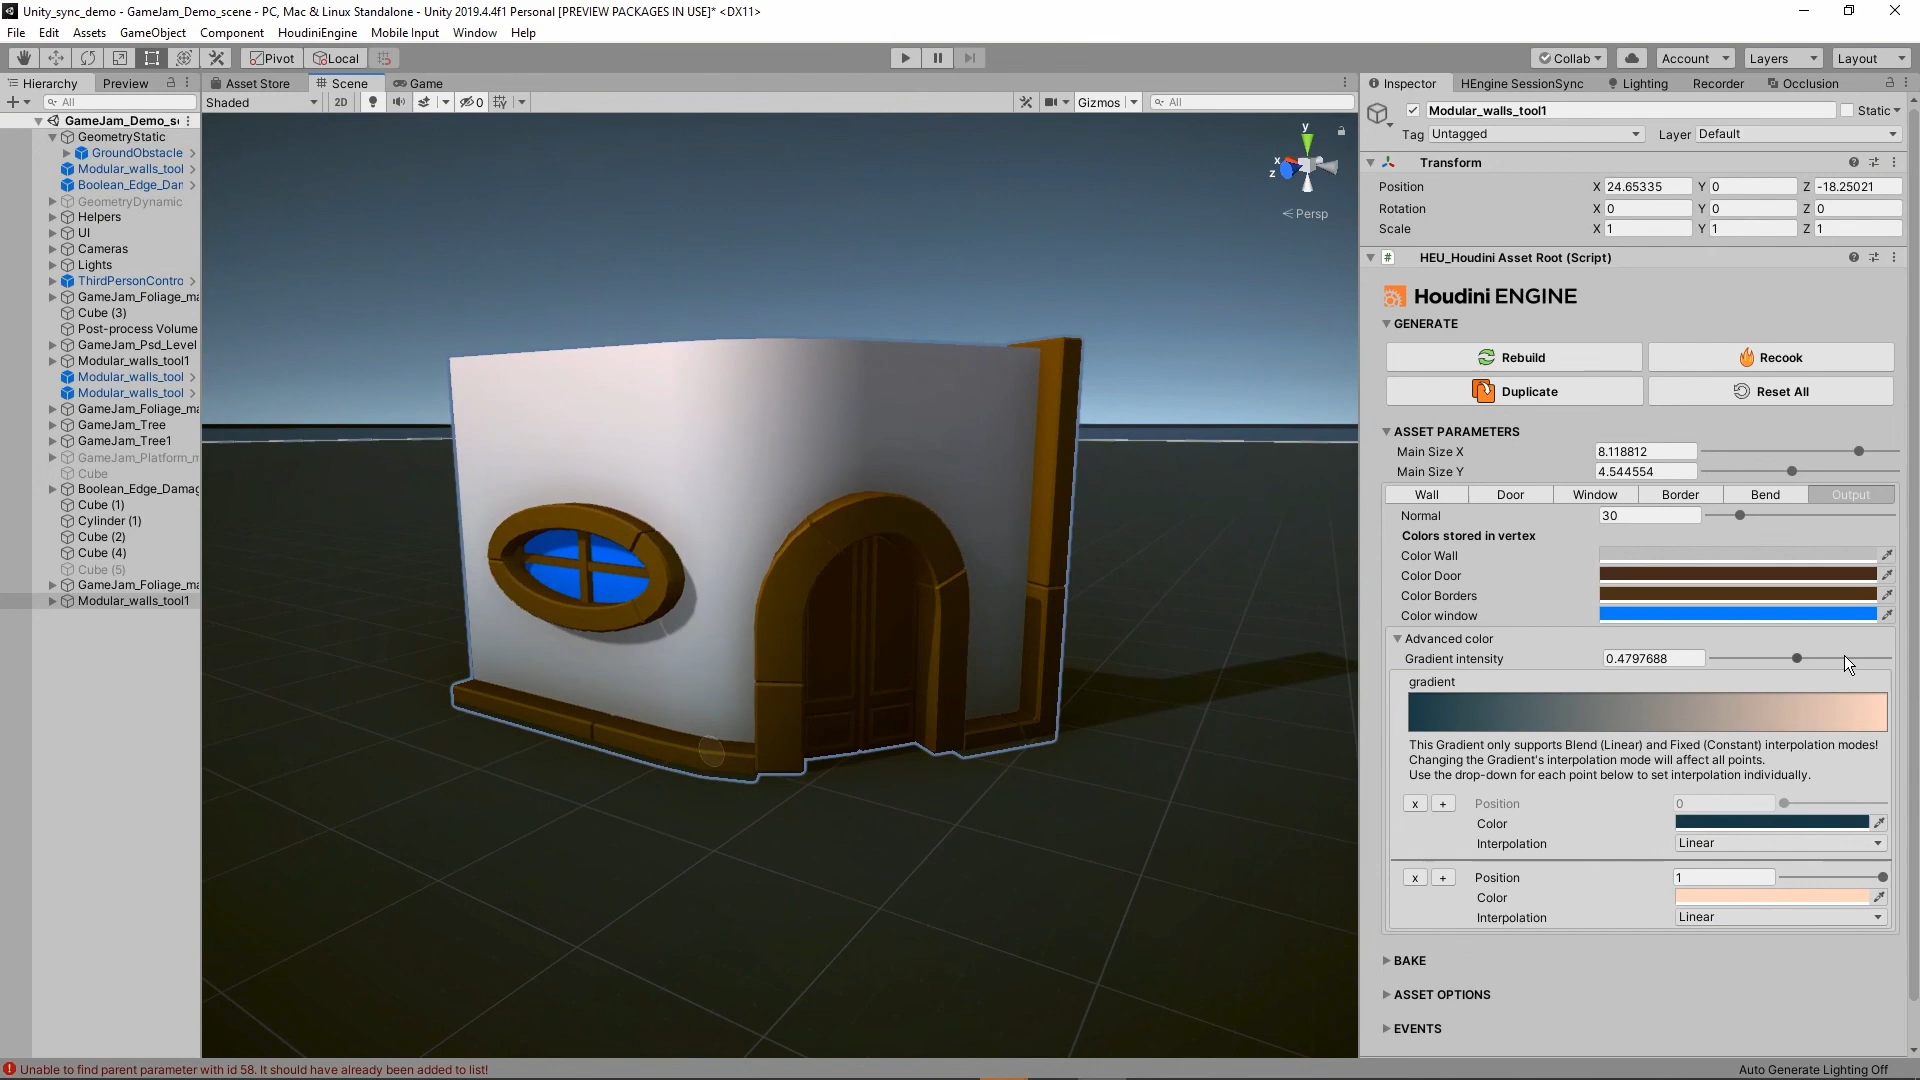 Unity_sync_demo - GameJam_Demo_scene - PC, Mac & Linux Standalone - Unity 2019.4.4f1 Personal [PREVIEW PACKAGES IN USE]* <DX11>
File Edit Assets GameObject Component HoudiniEngine Mobile Input Window Help
Pivot Local Collab Account Layers Layout
Hierarchy Preview Asset Store Scene Game Inspector HEngine SessionSync Lighting Recorder Occlusion
All Shaded 2D 0 Gizmos All
GameJam_Demo_s
GeometryStatic
GroundObstacle
Modular_walls_tool
Boolean_Edge_Dar
GeometryDynamic
Helpers
UI
Cameras
Lights
ThirdPersonContro
GameJam_Foliage_ma
Cube (3)
Post-process Volume
GameJam_Psd_Level
Modular_walls_tool1
Modular_walls_tool
Modular_walls_tool
GameJam_Foliage_ma
GameJam_Tree
GameJam_Tree1
GameJam_Platform_m
Cube
Boolean_Edge_Damag
Cube (1)
Cylinder (1)
Cube (2)
Cube (4)
Cube (5)
GameJam_Foliage_ma
Modular_walls_tool1
y
x
z
Persp
Modular_walls_tool1 Static
Tag Untagged Layer Default
Transform
Position X 24.65335 Y 0 Z -18.25021
Rotation X 0 Y 0 Z 0
Scale X 1 Y 1 Z 1
# HEU_Houdini Asset Root (Script)
Houdini ENGINE
GENERATE
Rebuild Recook
Duplicate Reset All
ASSET PARAMETERS
Main Size X 8.118812
Main Size Y 4.544554
Wall Door Window Border Bend Output
Normal 30
Colors stored in vertex
Color Wall
Color Door
Color Borders
Color window
Advanced color
Gradient intensity 0.4797688
gradient
This Gradient only supports Blend (Linear) and Fixed (Constant) interpolation modes!
Changing the Gradient's interpolation mode will affect all points.
Use the drop-down for each point below to set interpolation individually.
x + Position 0
Color
Interpolation Linear
x + Position 1
Color
Interpolation Linear
BAKE
ASSET OPTIONS
EVENTS
Unable to find parent parameter with id 58. It should have already been added to list!
Auto Generate Lighting Off